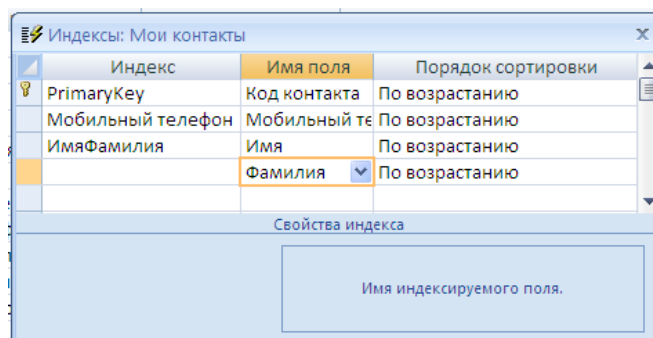 Индексы: Мои контакты
Индекс Имя поля Порядок сортировки
PrimaryKey Код контакта По возрастанию
Мобильный телефон Мобильный те По возрастанию
ИмяФамилия Имя По возрастанию
Фамилия По возрастанию
Свойства индекса
Имя индексируемого поля.